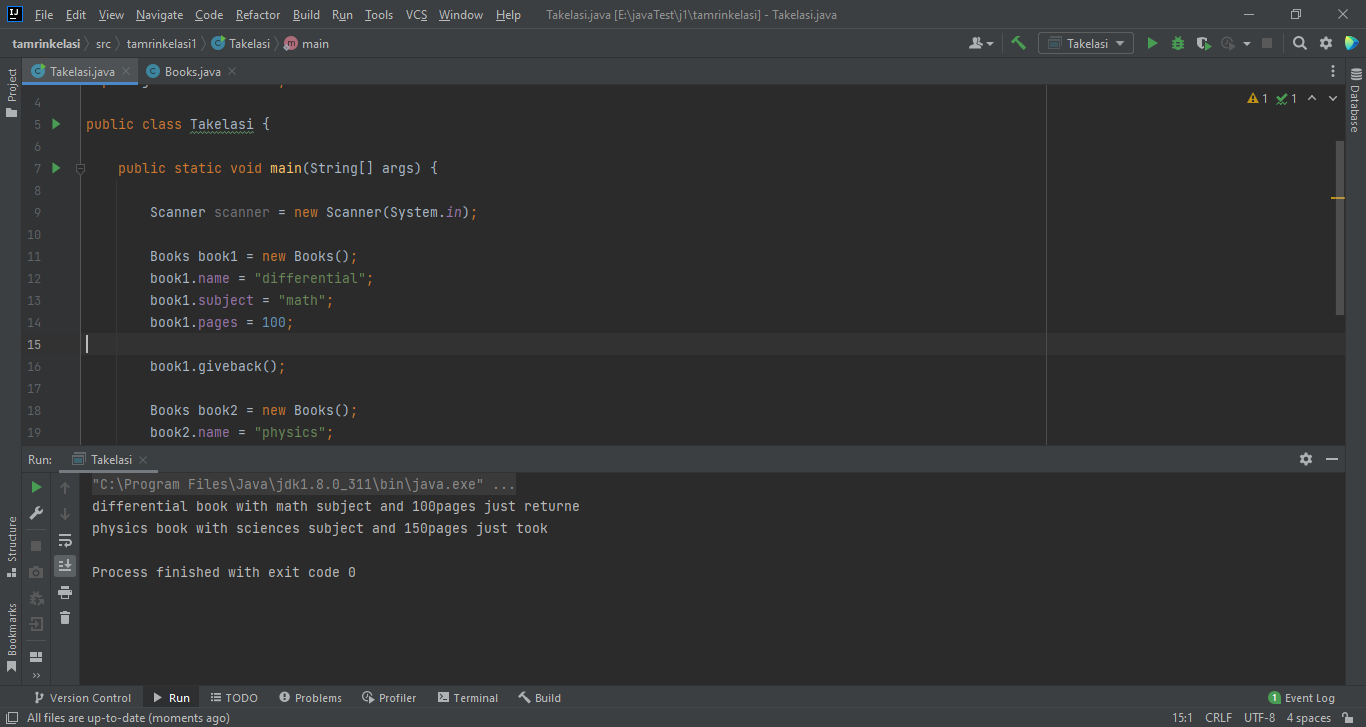 File Edit View Navigate Code Refactor Build Run Tools VCS Window Help Takelasi.java [E:\javaTest\j1\tamrinkelasi] - Takelasi.java
tamrinkelasi src tamrinkelasi1 Takelasi main Takelasi
Project
Takelasi.java Books.java
Database
1 1
4
5 public class Takelasi {
6
7 public static void main(String[] args) {
8
9 Scanner scanner = new Scanner(System.in);
10
11 Books book1 = new Books();
12 book1.name = "differential";
13 book1.subject = "math";
14 book1.pages = 100;
15
16 book1.giveback();
17
18 Books book2 = new Books();
19 book2.name = "physics";
Run: Takelasi
"C:\Program Files\Java\jdk1.8.0_311\bin\java.exe" ...
differential book with math subject and 100pages just returne
physics book with sciences subject and 150pages just took
Process finished with exit code 0
Structure
Bookmarks
Version Control Run TODO Problems Profiler Terminal Build 1 Event Log
All files are up-to-date (moments ago) 15:1 CRLF UTF-8 4 spaces